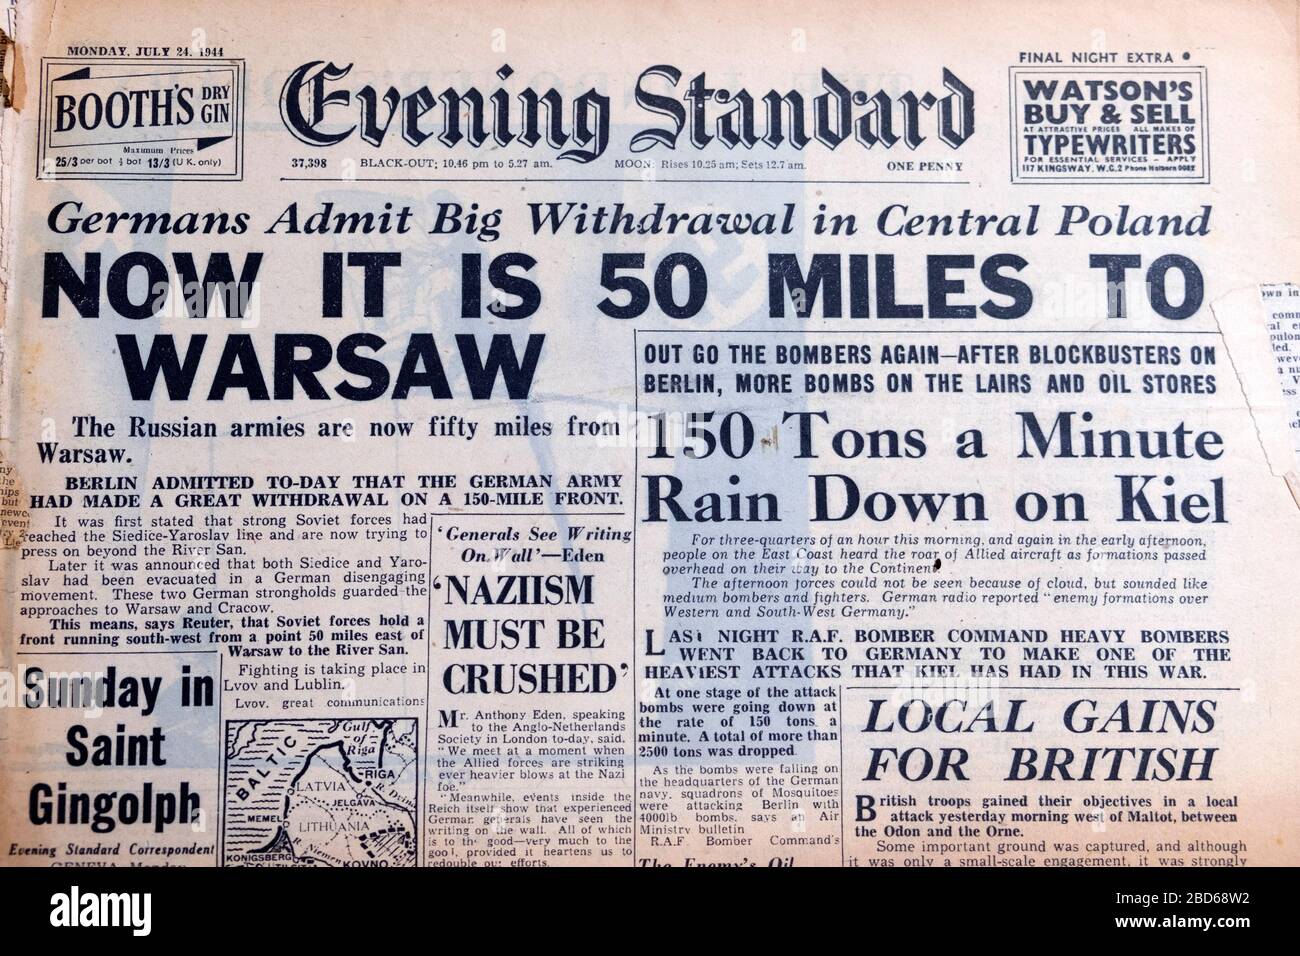 MONDAY, JULY 24, 1944
BOOTH'S DRY GIN
Maximum Prices
25/3 per bot ½ bot 13/3 (U.K. only)
Evening Standard
37,398 BLACK-OUT: 10.46 pm to 5.27 am. MOON: Rises 10.25 am; Sets 12.7 am. ONE PENNY
FINAL NIGHT EXTRA
WATSON'S
BUY & SELL
AT ATTRACTIVE PRICES ALL MAKES OF
TYPEWRITERS
FOR ESSENTIAL SERVICES - APPLY
117 KINGSWAY, W.C.2 Phone Holborn
Germans Admit Big Withdrawal in Central Poland
NOW IT IS 50 MILES TO
WARSAW
The Russian armies are now fifty miles from
Warsaw.
BERLIN ADMITTED TO-DAY THAT THE GERMAN ARMY
HAD MADE A GREAT WITHDRAWAL ON A 150-MILE FRONT.
It was first stated that strong Soviet forces had
reached the Siedice-Yaroslav line and are now trying to
press on beyond the River San.
Later it was announced that both Siedice and Yaro-
slav had been evacuated in a German disengaging
movement. These two German strongholds guarded the
approaches to Warsaw and Cracow.
This means, says Reuter, that Soviet forces hold a
front running south-west from a point 50 miles east of
Warsaw to the River San.
Fighting is taking place in
Lvov and Lublin.
Lvov, great communications
Sunday in
Saint
Gingolph
Evening Standard Correspondent
GENEVA, Monday
BALTIC
Gulf of Riga
RIGA
R. Dvina
LATVIA
JELGAVA
MEMEL
LITHUANIA
KONIGSBERG
R. Niemen
KOVNO
'Generals See Writing
On Wall'—Eden
'NAZIISM
MUST BE
CRUSHED'
Mr. Anthony Eden, speaking
to the Anglo-Netherlands
Society in London to-day, said,
"We meet at a moment when
the Allied forces are striking
ever heavier blows at the Nazi
foe."
"Meanwhile, events inside the
Reich itself show that experienced
German generals have seen the
writing on the wall. All of which
is to the good—very much to the
good, provided it heartens us to
redouble our efforts.
OUT GO THE BOMBERS AGAIN—AFTER BLOCKBUSTERS ON
BERLIN, MORE BOMBS ON THE LAIRS AND OIL STORES
150 Tons a Minute
Rain Down on Kiel
For three-quarters of an hour this morning, and again in the early afternoon,
people on the East Coast heard the roar of Allied aircraft as formations passed
overhead on their way to the Continent.
The afternoon forces could not be seen because of cloud, but sounded like
medium bombers and fighters. German radio reported "enemy formations over
Western and South-West Germany."
LAST NIGHT R.A.F. BOMBER COMMAND HEAVY BOMBERS
WENT BACK TO GERMANY TO MAKE ONE OF THE
HEAVIEST ATTACKS THAT KIEL HAS HAD IN THIS WAR.
At one stage of the attack
bombs were going down at
the rate of 150 tons a
minute. A total of more than
2500 tons was dropped.
As the bombs were falling on
the headquarters of the German
navy, squadrons of Mosquitoes
were attacking Berlin with
4000lb bombs, says an Air
Ministry bulletin
R.A.F. Bomber Command's
The Enemy's Oil
LOCAL GAINS
FOR BRITISH
British troops gained their objectives in a local
attack yesterday morning west of Maltot, between
the Odon and the Orne.
Some important ground was captured, and although
it was only a small-scale engagement, it was strongly
alamy
Image ID: 2BD68W2
www.alamy.com